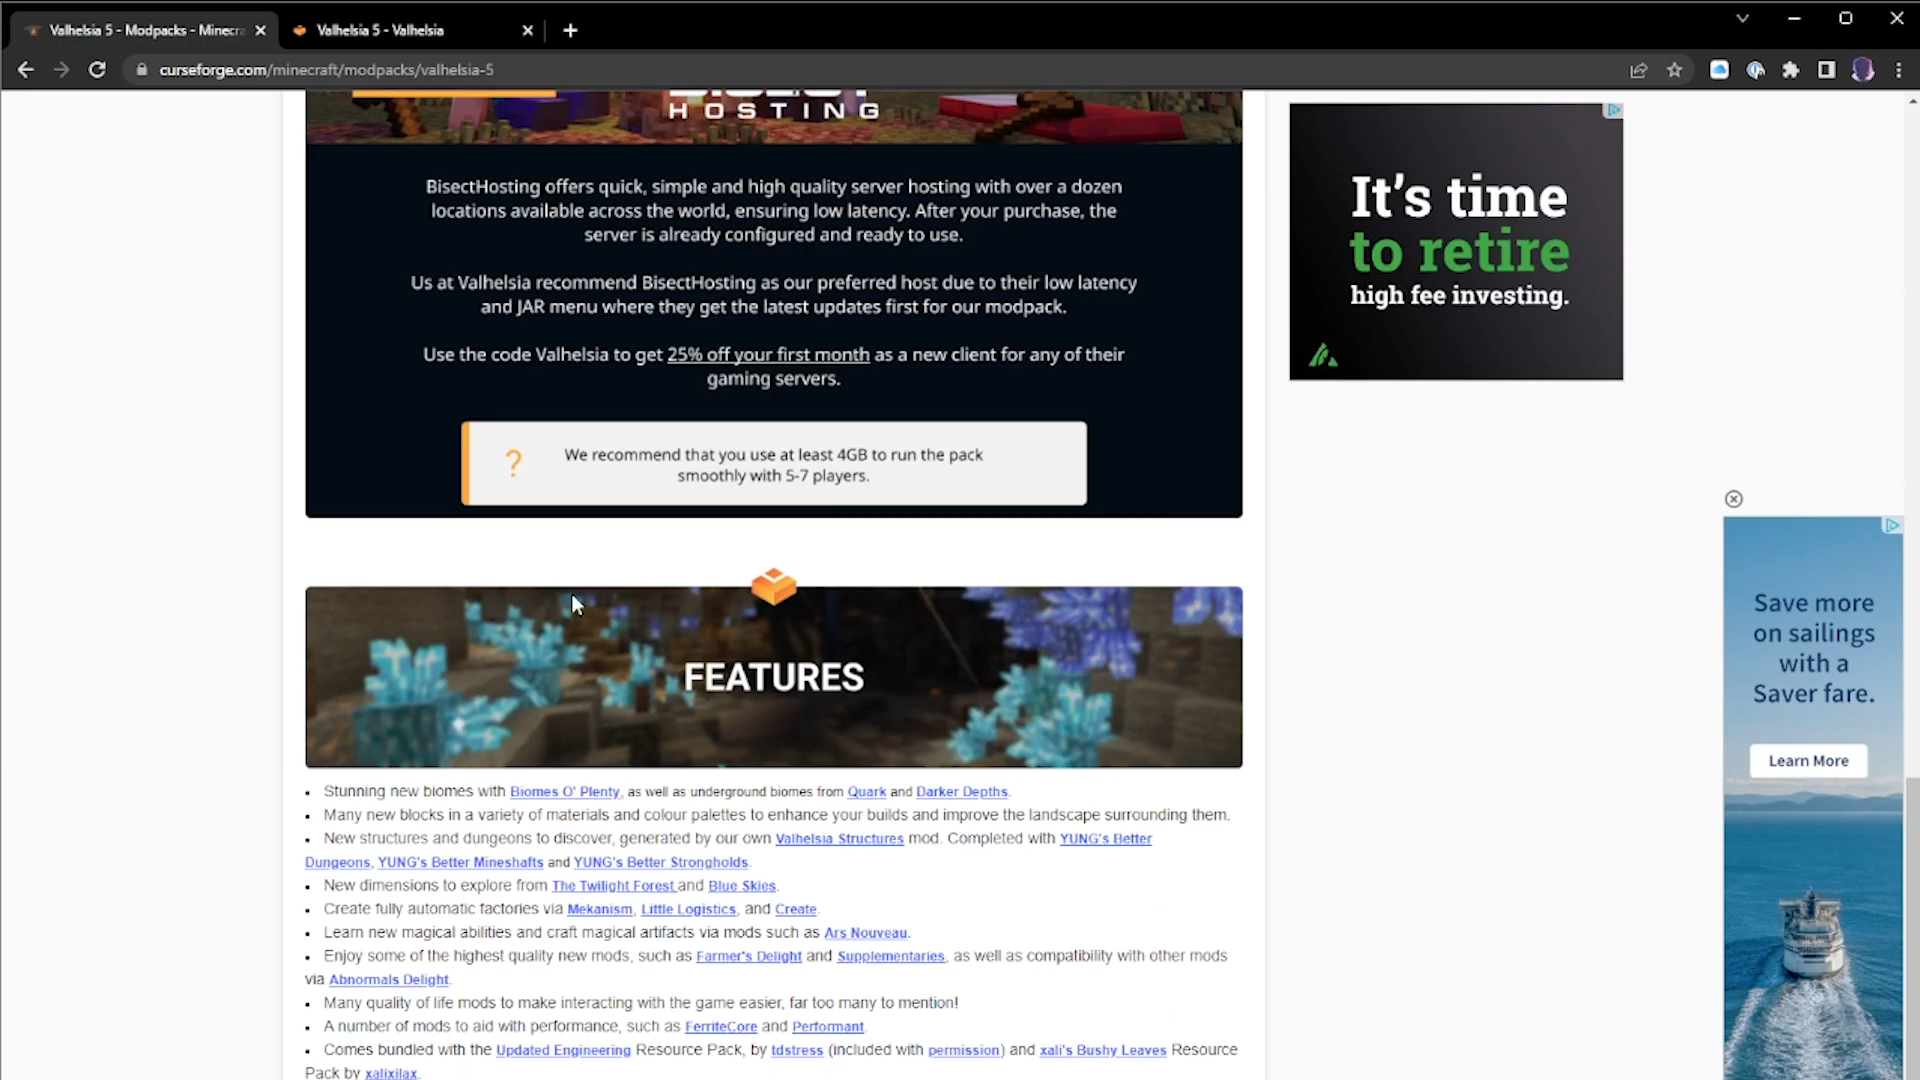 Valhelsia 5 - Modpacks - Minecra
Valhelsia 5 - Valhelsia
curseforge.com/minecraft/modpacks/valhelsia-5
HOSTING
BisectHosting offers quick, simple and high quality server hosting with over a dozen
locations available across the world, ensuring low latency. After your purchase, the
server is already configured and ready to use.
Us at Valhelsia recommend BisectHosting as our preferred host due to their low latency
and JAR menu where they get the latest updates first for our modpack.
Use the code Valhelsia to get 25% off your first month as a new client for any of their
gaming servers.
?
We recommend that you use at least 4GB to run the pack
smoothly with 5-7 players.
FEATURES
• Stunning new biomes with Biomes O' Plenty, as well as underground biomes from Quark and Darker Depths.
• Many new blocks in a variety of materials and colour palettes to enhance your builds and improve the landscape surrounding them.
• New structures and dungeons to discover, generated by our own Valhelsia Structures mod. Completed with YUNG's Better
Dungeons, YUNG's Better Mineshafts and YUNG's Better Strongholds.
• New dimensions to explore from The Twilight Forest and Blue Skies.
• Create fully automatic factories via Mekanism, Little Logistics, and Create.
• Learn new magical abilities and craft magical artifacts via mods such as Ars Nouveau.
• Enjoy some of the highest quality new mods, such as Farmer's Delight and Supplementaries, as well as compatibility with other mods
via Abnormals Delight.
• Many quality of life mods to make interacting with the game easier, far too many to mention!
• A number of mods to aid with performance, such as FerriteCore and Performant.
• Comes bundled with the Updated Engineering Resource Pack, by tdstress (included with permission) and xali's Bushy Leaves Resource
Pack by xalixilax.
It's time
to retire
high fee investing.
Save more
on sailings
with a
Saver fare.
Learn More